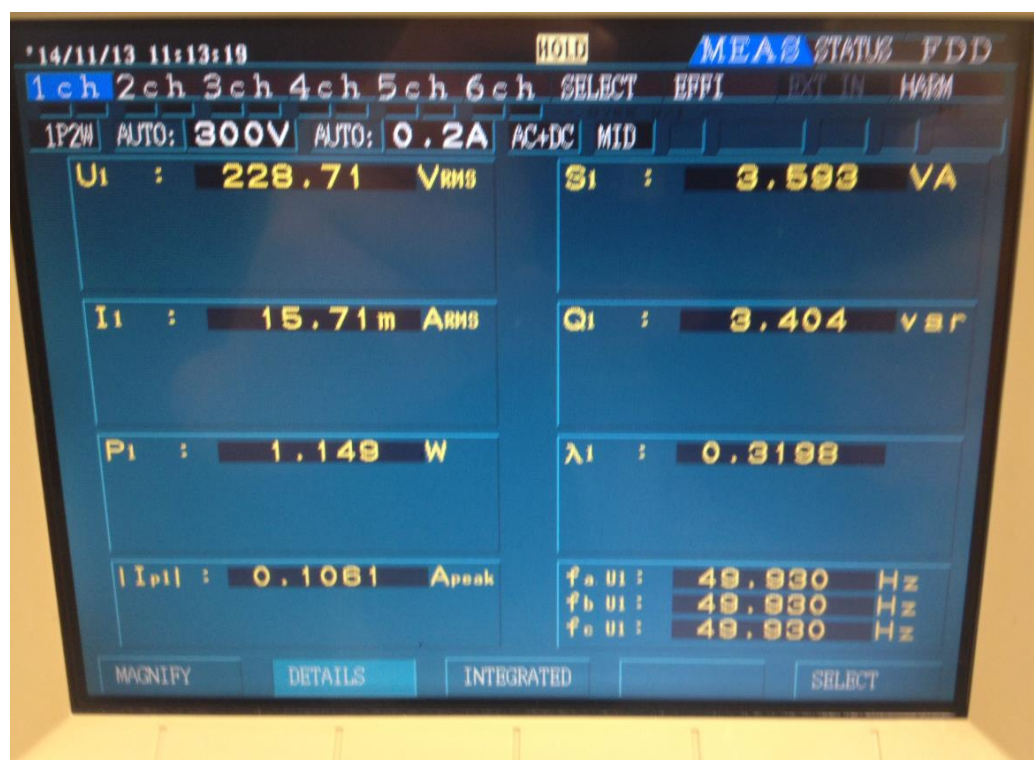 '14/11/13 11:13:19 HOLD MEAS STATUS FDD
1ch 2ch 3ch 4ch 5ch 6ch SELECT EFFI EXT IN HARM
1P2W AUTO: 300V AUTO: 0.2A AC+DC MID
U1 : 228.71 VRMS S1 : 3.593 VA
I1 : 15.71m ARMS Q1 : 3.404 var
P1 : 1.149 W λ1 : 0.3198
|Ip1| : 0.1061 Apeak fa U1 : 49.930 Hz
fb U1 : 49.930 Hz
fc U1 : 49.930 Hz
MAGNIFY DETAILS INTEGRATED SELECT